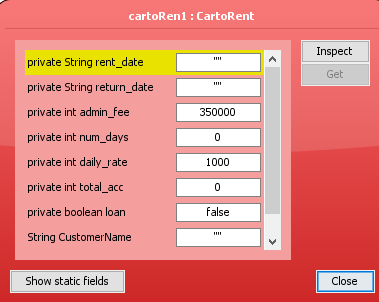 cartoRen1 : CartoRent
private String rent_date ""
Inspect
private String return_date ""
Get
private int admin_fee 350000
private int num_days 0
private int daily_rate 1000
private int total_acc 0
private boolean loan false
String CustomerName ""
Show static fields
Close